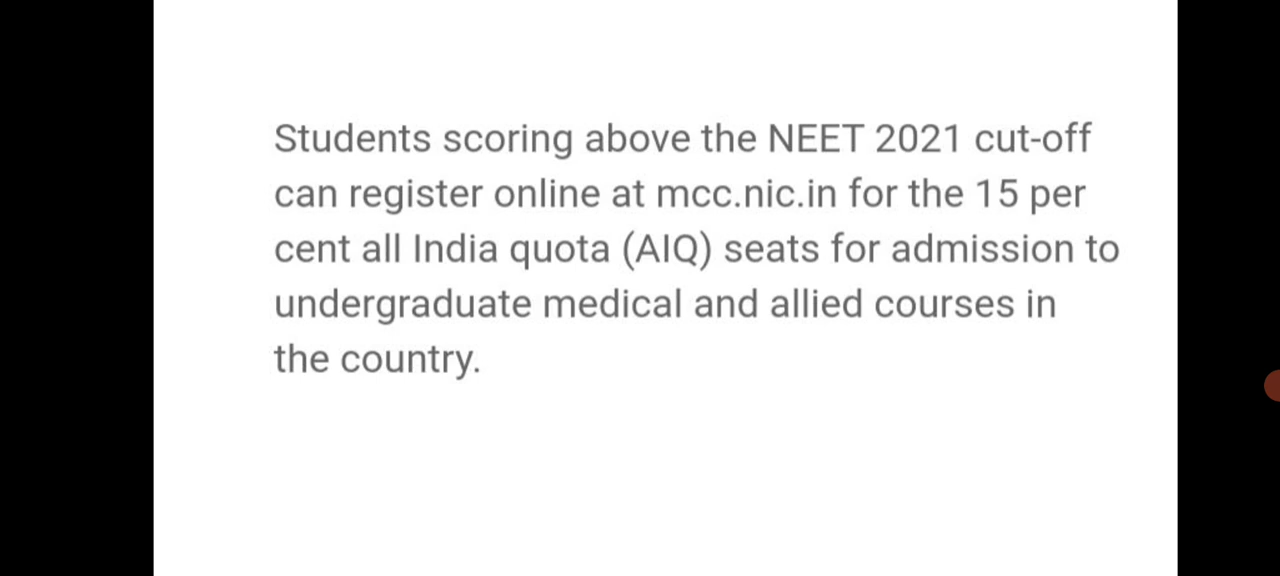 Students scoring above the NEET 2021 cut-off
can register online at mcc.nic.in for the 15 per
cent all India quota (AIQ) seats for admission to
undergraduate medical and allied courses in
the country.